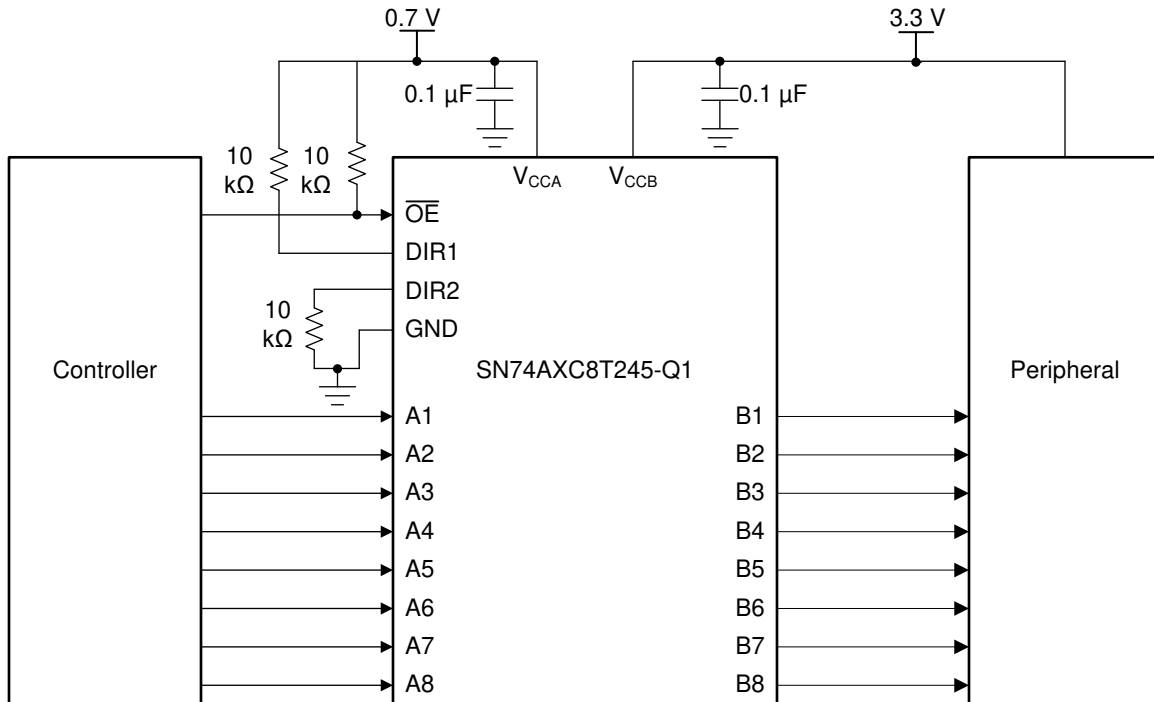 0.7 V
3.3 V
0.1 µF
0.1 µF
10
kΩ
10
kΩ
VCCA
VCCB
OE
DIR1
DIR2
10
kΩ
GND
Controller
SN74AXC8T245-Q1
Peripheral
A1
B1
A2
B2
A3
B3
A4
B4
A5
B5
A6
B6
A7
B7
A8
B8